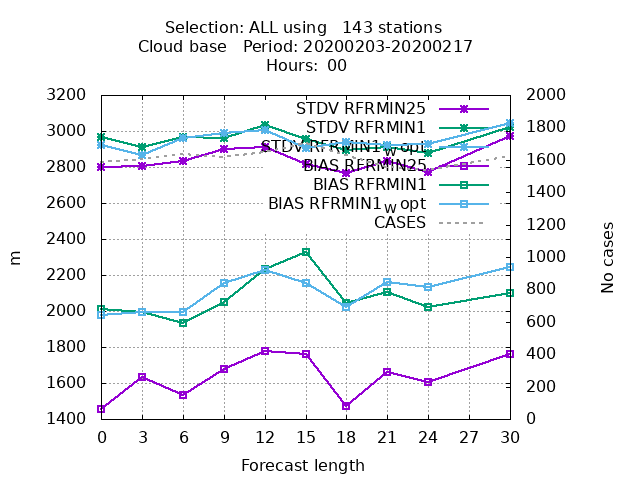 Selection: ALL using   143 stations
Cloud base   Period: 20200203-20200217
Hours:  00
3200
3000
2800
2600
2400
2200
2000
1800
1600
1400
m
STDV RFRMIN25
STDV RFRMIN1
STDV RFRMIN1_wopt
BIAS RFRMIN25
BIAS RFRMIN1
BIAS RFRMIN1_wopt
CASES
2000
1800
1600
1400
1200
1000
800
600
400
200
0
No cases
0 3 6 9 12 15 18 21 24 27 30
Forecast length